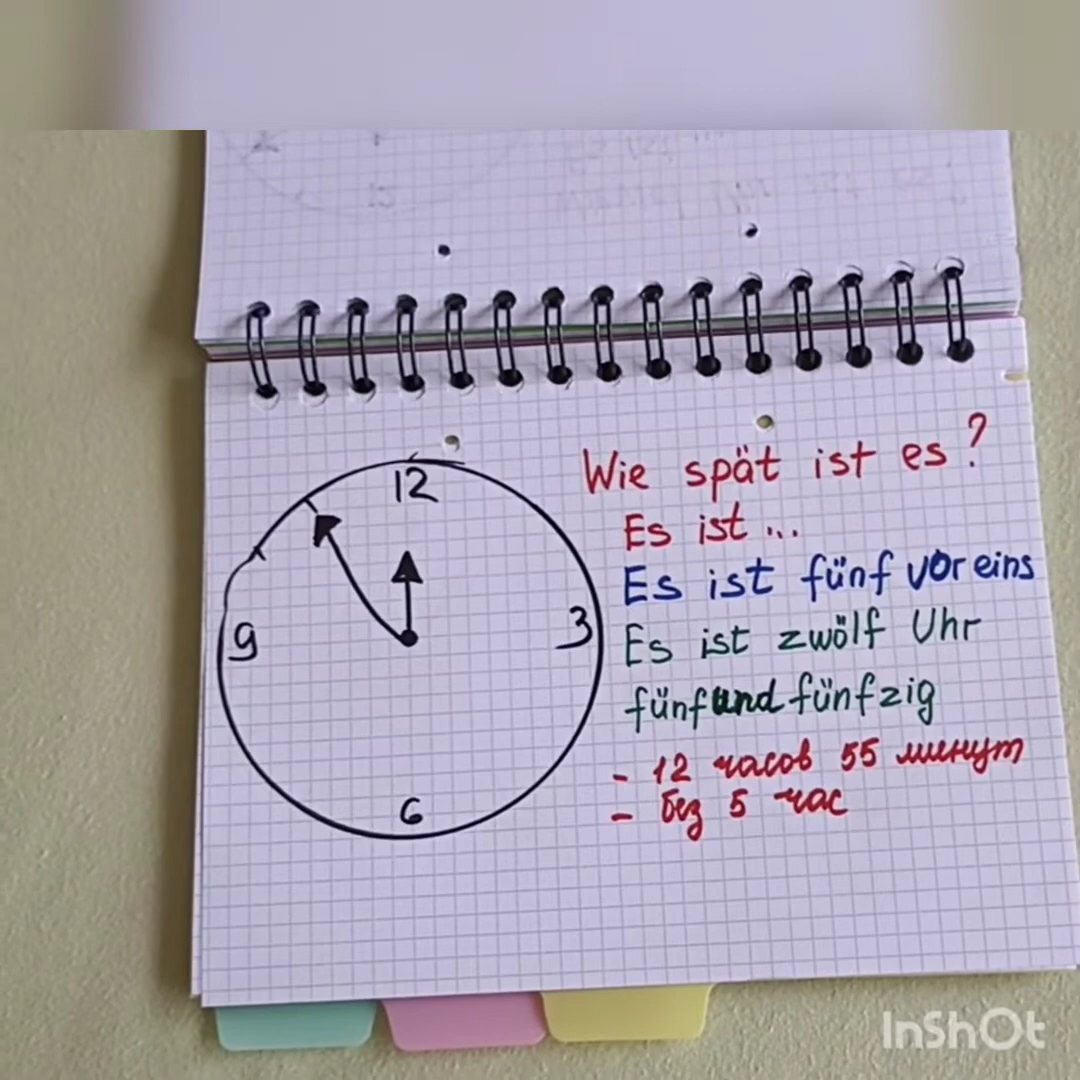 12
3
6
9
Wie spät ist es?
Es ist...
Es ist fünf vor eins
Es ist zwölf Uhr
fünfundfünfzig
- 12 часов 55 минут
- без 5 час
InShOt